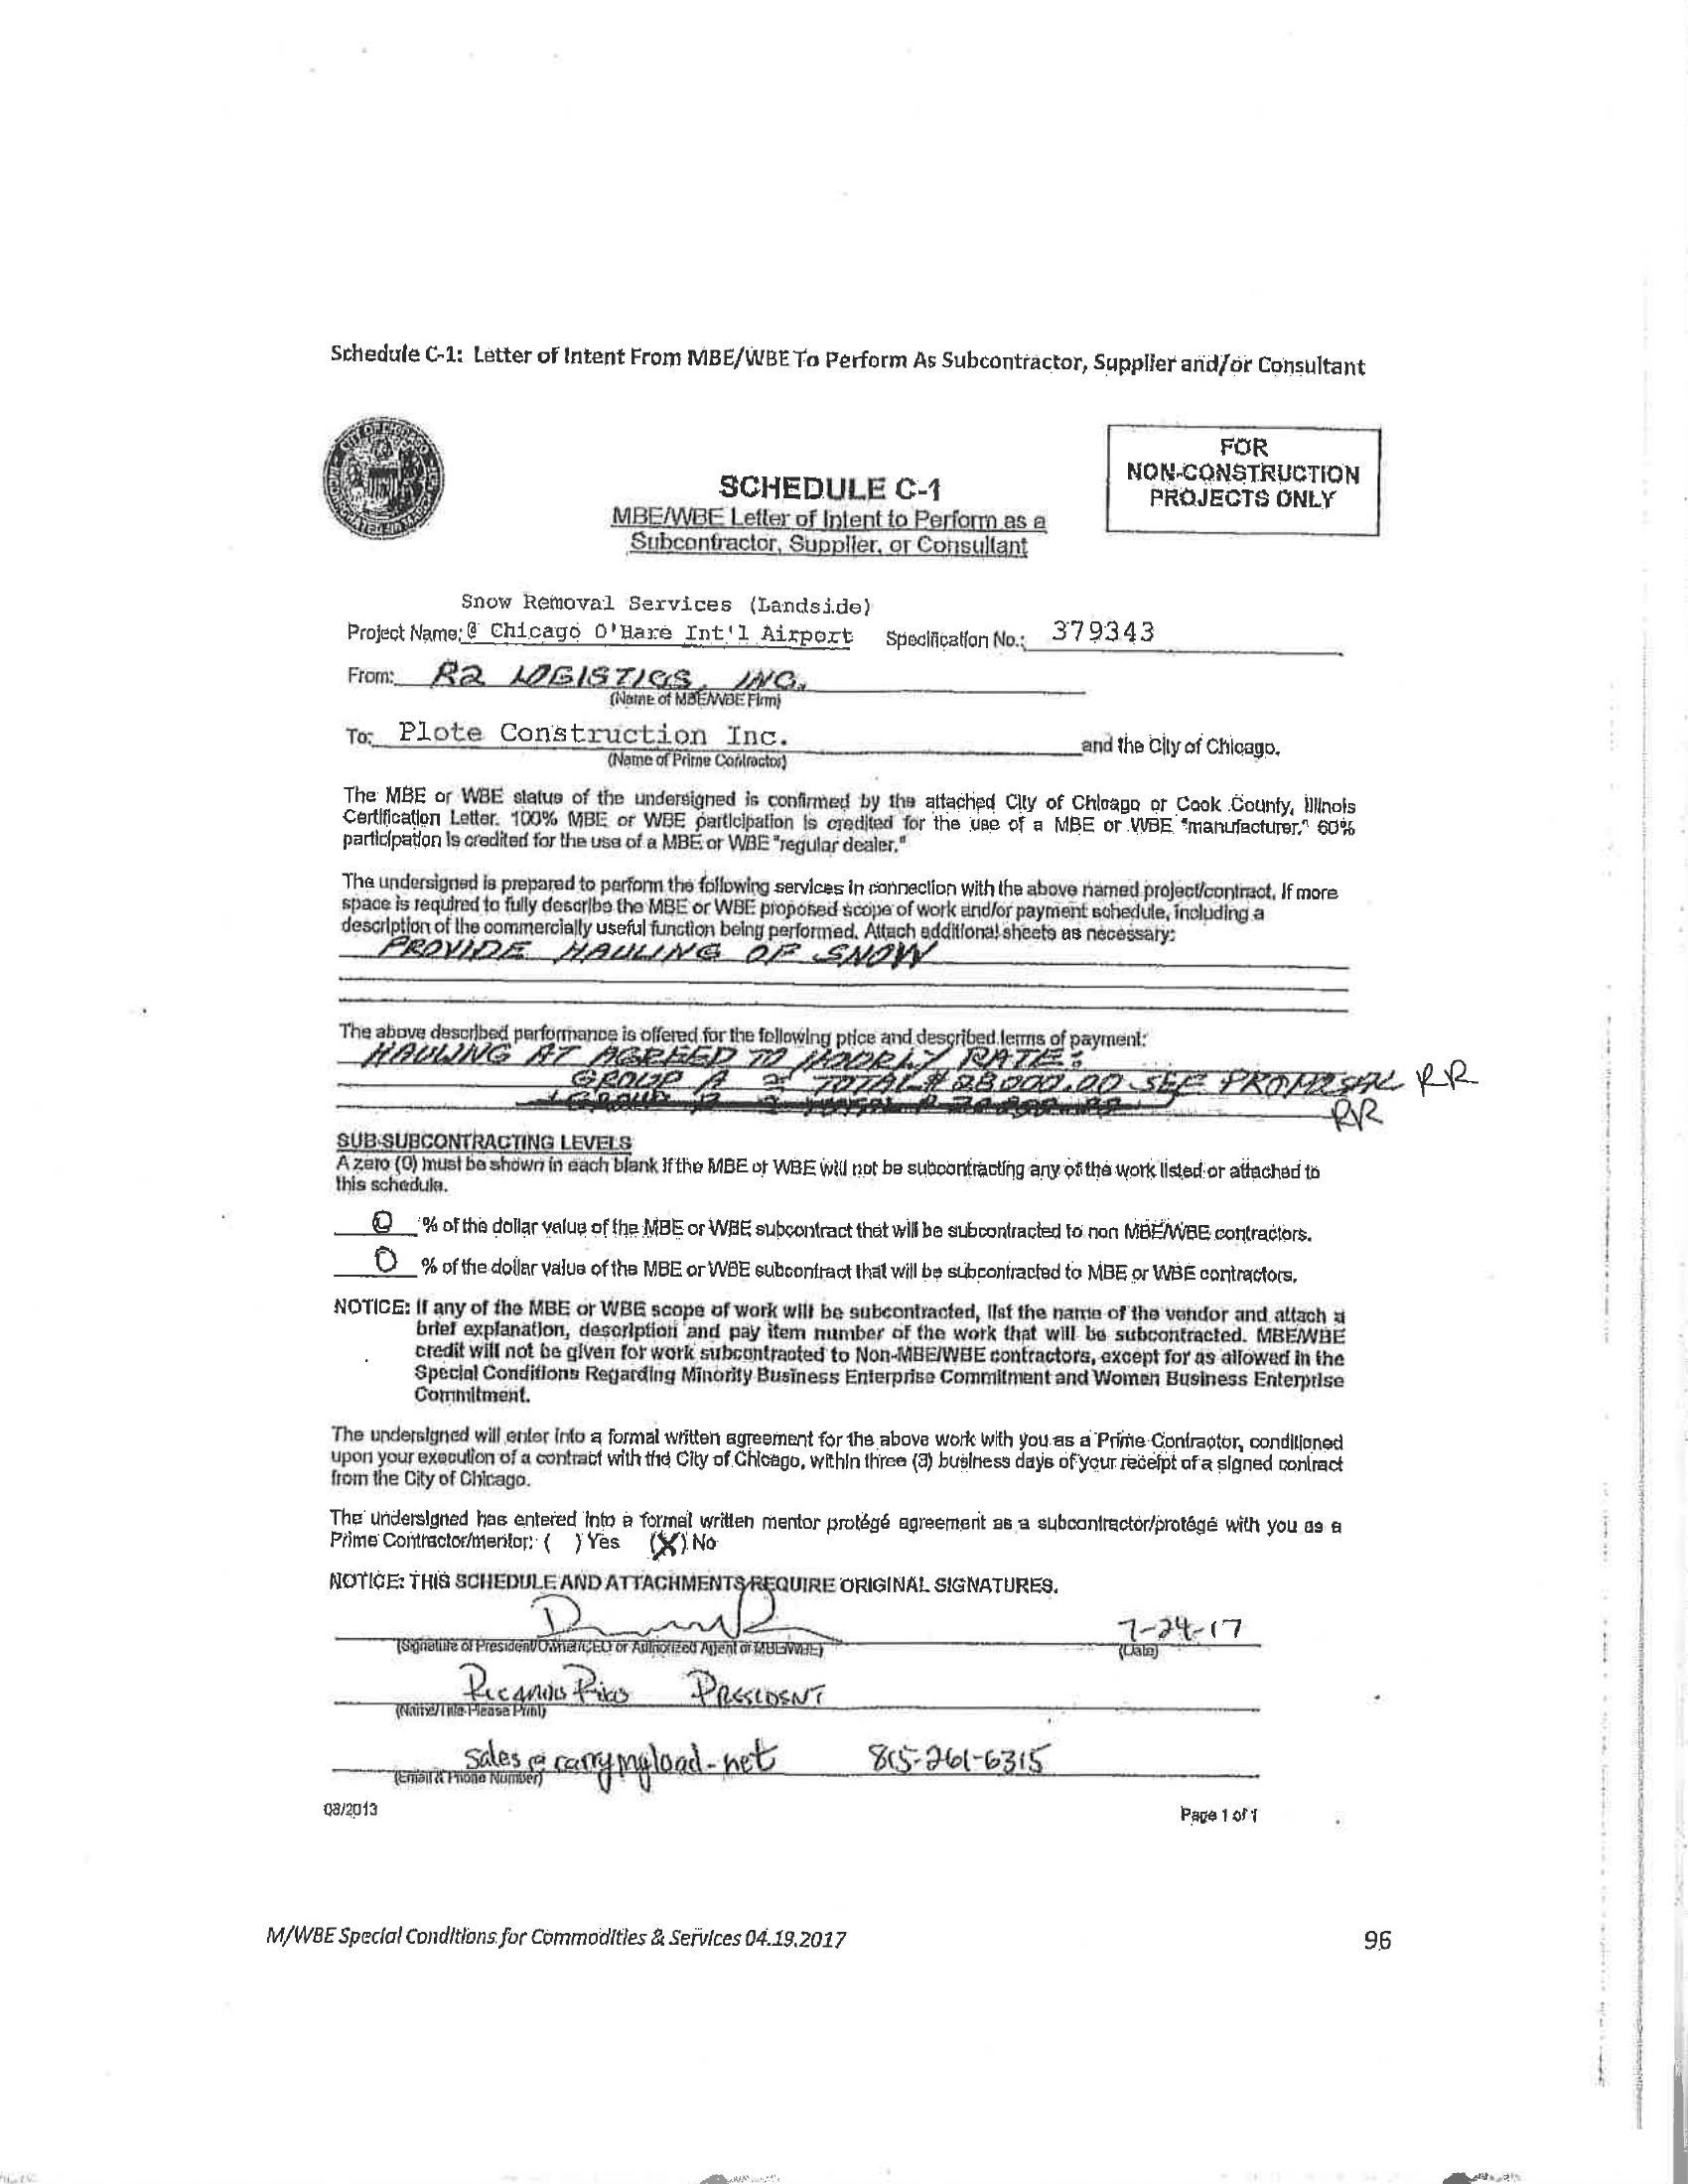 Schedule C-1: Letter of Intent From MBE/WBE To Perform As Subcontractor, Supplier and/or Consultant
FOR
NON-CONSTRUCTION
PROJECTS ONLY
SCHEDULE C-1
MBE/WBE Letter of Intent to Perform as a
Subcontractor, Supplier, or Consultant
Snow Removal Services (Landside)
Project Name: @ Chicago O'Hare Int'l Airport Specification No.: 379343
From: R2 LOGISTICS, INC.
(Name of MBE/WBE Firm)
To: Plote Construction Inc. and the City of Chicago.
(Name of Prime Contractor)
The MBE or WBE status of the undersigned is confirmed by the attached City of Chicago or Cook County, Illinois
Certification Letter. 100% MBE or WBE participation is credited for the use of a MBE or WBE "manufacturer." 60%
participation is credited for the use of a MBE or WBE "regular dealer."
The undersigned is prepared to perform the following services in connection with the above named project/contract. If more
space is required to fully describe the MBE or WBE proposed scope of work and/or payment schedule, including a
description of the commercially useful function being performed. Attach additional sheets as necessary:
PROVIDE HAULING OF SNOW
The above described performance is offered for the following price and described terms of payment:
HAULING AT AGREED TO HOURLY RATE:
GROUP A = TOTAL $28000.00 SEE PROPOSAL RR
RR
SUB-SUBCONTRACTING LEVELS
A zero (0) must be shown in each blank if the MBE or WBE will not be subcontracting any of the work listed or attached to
this schedule.
0 % of the dollar value of the MBE or WBE subcontract that will be subcontracted to non MBE/WBE contractors.
0 % of the dollar value of the MBE or WBE subcontract that will be subcontracted to MBE or WBE contractors.
NOTICE: If any of the MBE or WBE scope of work will be subcontracted, list the name of the vendor and attach a
brief explanation, description and pay item number of the work that will be subcontracted. MBE/WBE
credit will not be given for work subcontracted to Non-MBE/WBE contractors, except for as allowed in the
Special Conditions Regarding Minority Business Enterprise Commitment and Women Business Enterprise
Commitment.
The undersigned will enter into a formal written agreement for the above work with you as a Prime Contractor, conditioned
upon your execution of a contract with the City of Chicago, within three (3) business days of your receipt of a signed contract
from the City of Chicago.
The undersigned has entered into a formal written mentor protégé agreement as a subcontractor/protégé with you as a
Prime Contractor/mentor: ( ) Yes (X) No
NOTICE: THIS SCHEDULE AND ATTACHMENTS REQUIRE ORIGINAL SIGNATURES.
7-24-17
(Signature of President/Owner/CEO or Authorized Agent of MBE/WBE) (Date)
PRESIDENT
(Name/Title-Please Print)
sales@carrymyload.net 815-261-6315
(Email & Phone Number)
08/2013 Page 1 of 1
M/WBE Special Conditions for Commodities & Services 04.19.2017 96